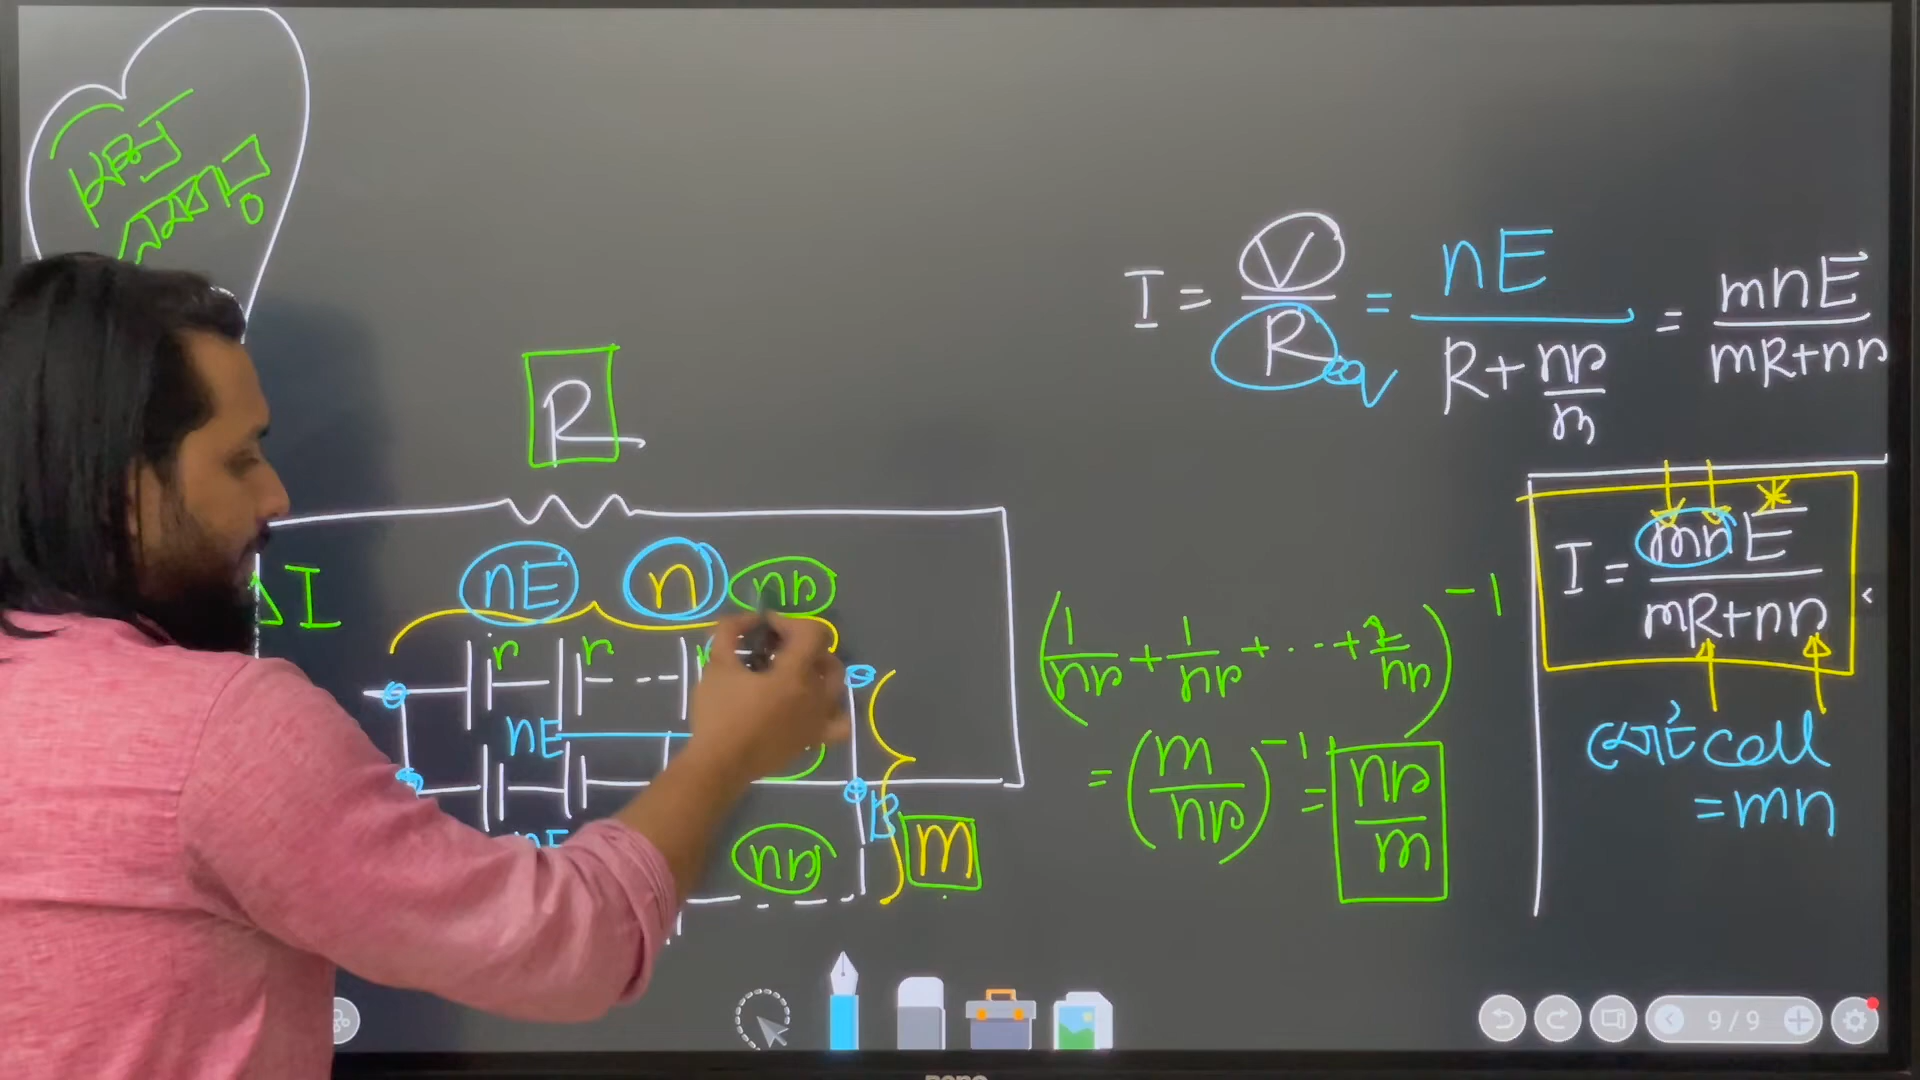 R
I = V / R eq = nE / R + nr/m = mnE / mR+nr
I
nE n nr
r r
nE
nr
B m
(1/nr + 1/nr + ... + 1/nr)^-1
= (m/nr)^-1 = nr/m
I = mnE / mR+nr
মোট cell
= mn
9/9